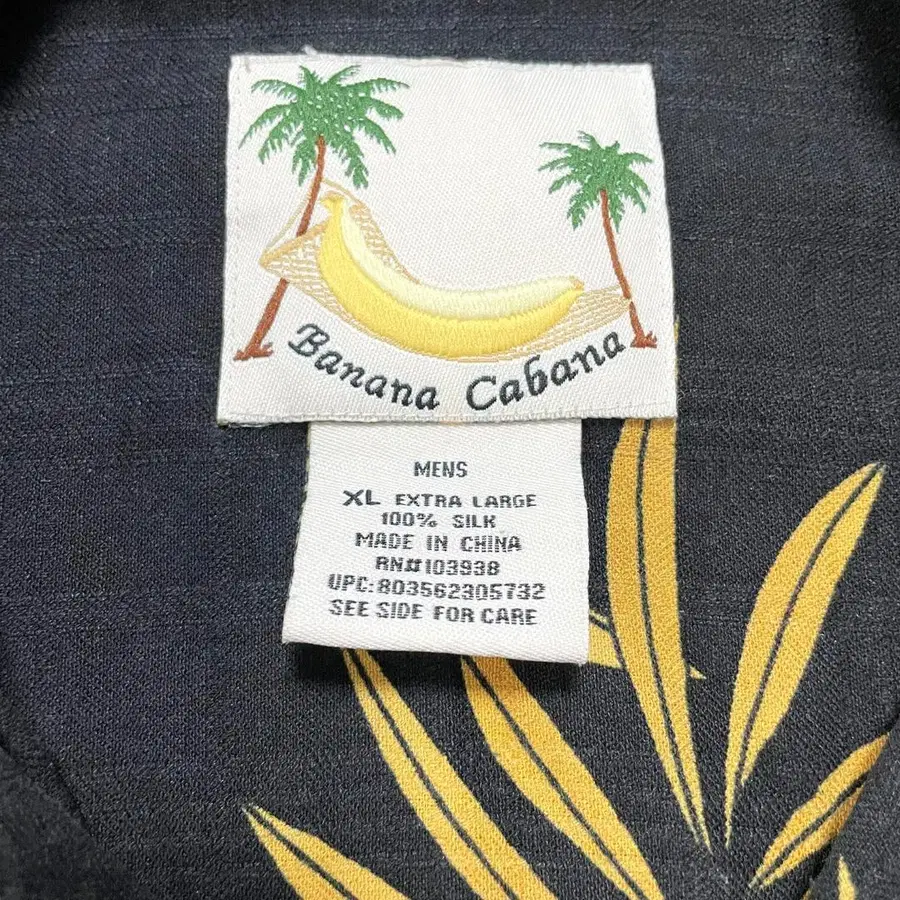 Banana Cabana
MENS
XL EXTRA LARGE
100% SILK
MADE IN CHINA
RN#103938
UPC:803562305732
SEE SIDE FOR CARE